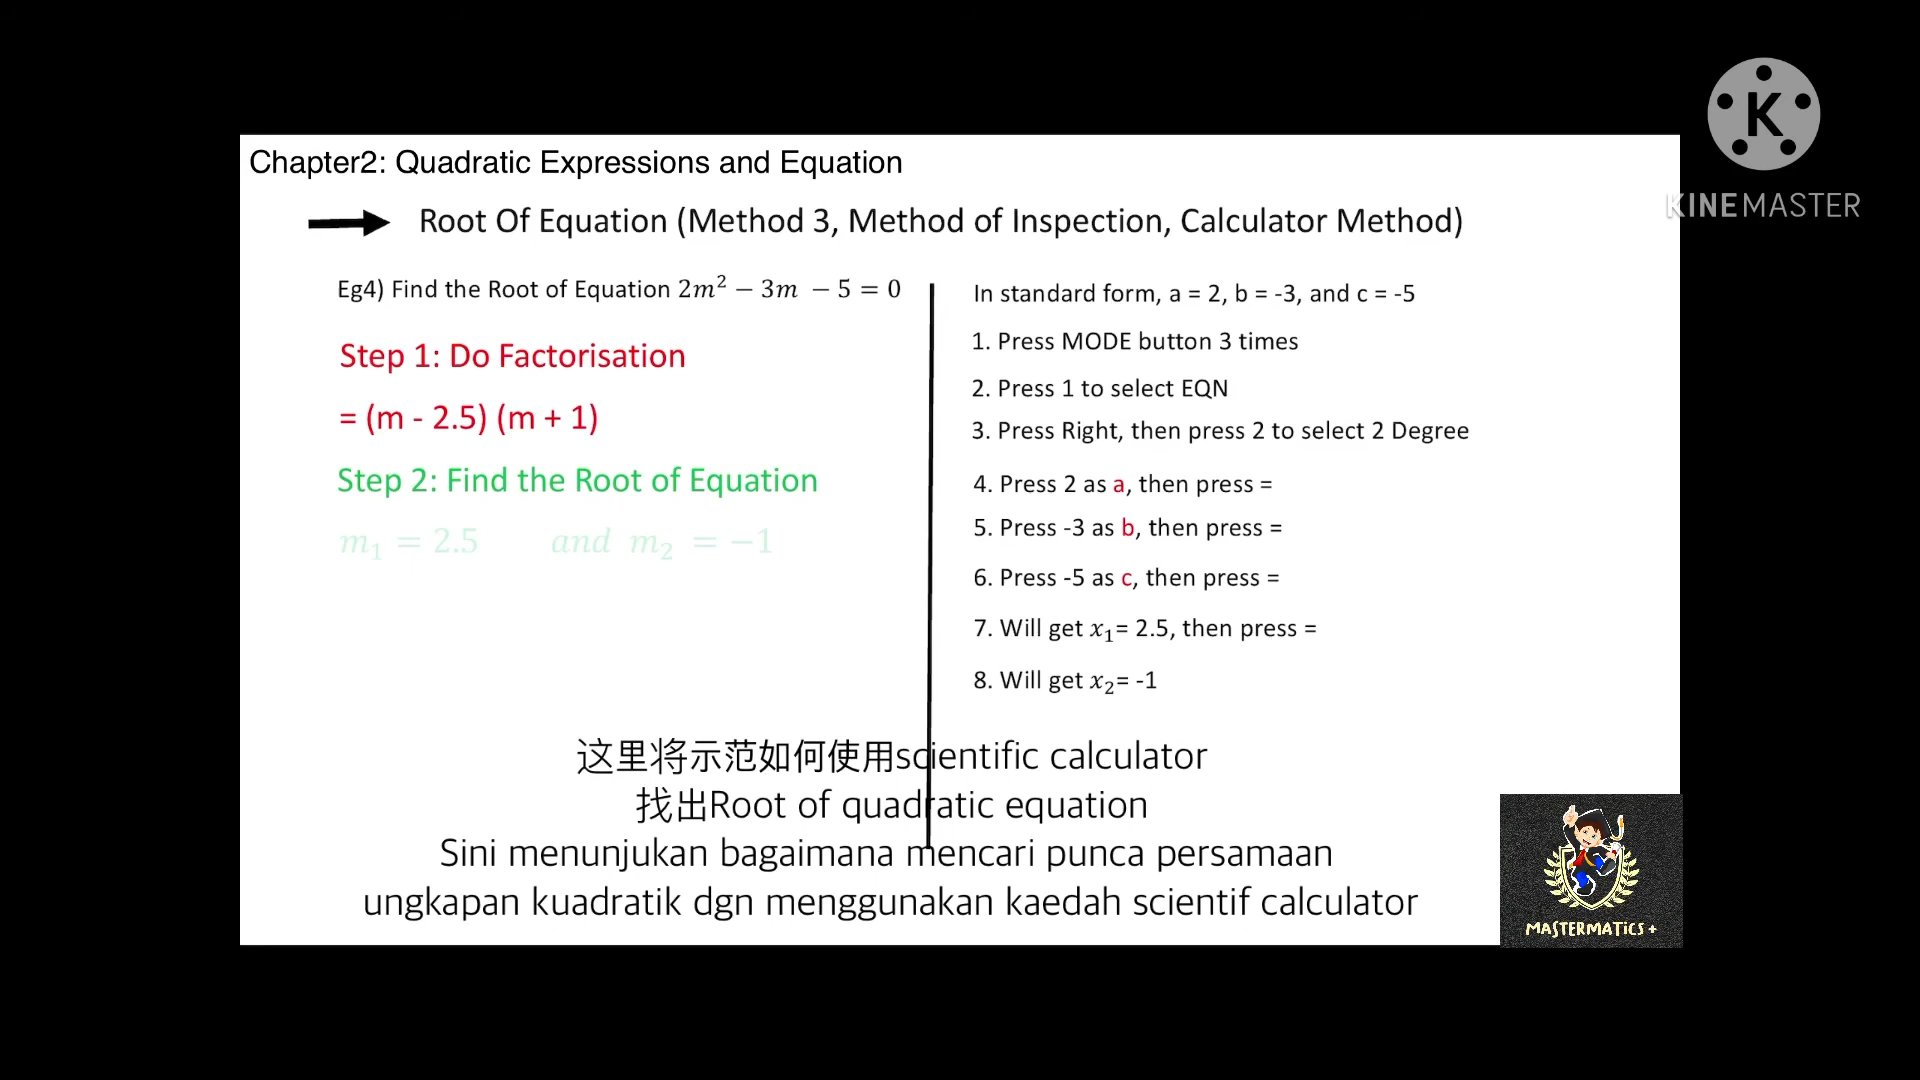 K
KINEMASTER
Chapter2: Quadratic Expressions and Equation
Root Of Equation (Method 3, Method of Inspection, Calculator Method)
Eg4) Find the Root of Equation 2m² − 3m − 5 = 0
Step 1: Do Factorisation
= (m - 2.5) (m + 1)
Step 2: Find the Root of Equation
m₁ = 2.5 and m₂ = −1
In standard form, a = 2, b = -3, and c = -5
1. Press MODE button 3 times
2. Press 1 to select EQN
3. Press Right, then press 2 to select 2 Degree
4. Press 2 as a, then press =
5. Press -3 as b, then press =
6. Press -5 as c, then press =
7. Will get x₁= 2.5, then press =
8. Will get x₂= -1
这里将示范如何使用scientific calculator
找出Root of quadratic equation
Sini menunjukan bagaimana mencari punca persamaan
ungkapan kuadratik dgn menggunakan kaedah scientif calculator
MASTERMATiCS +